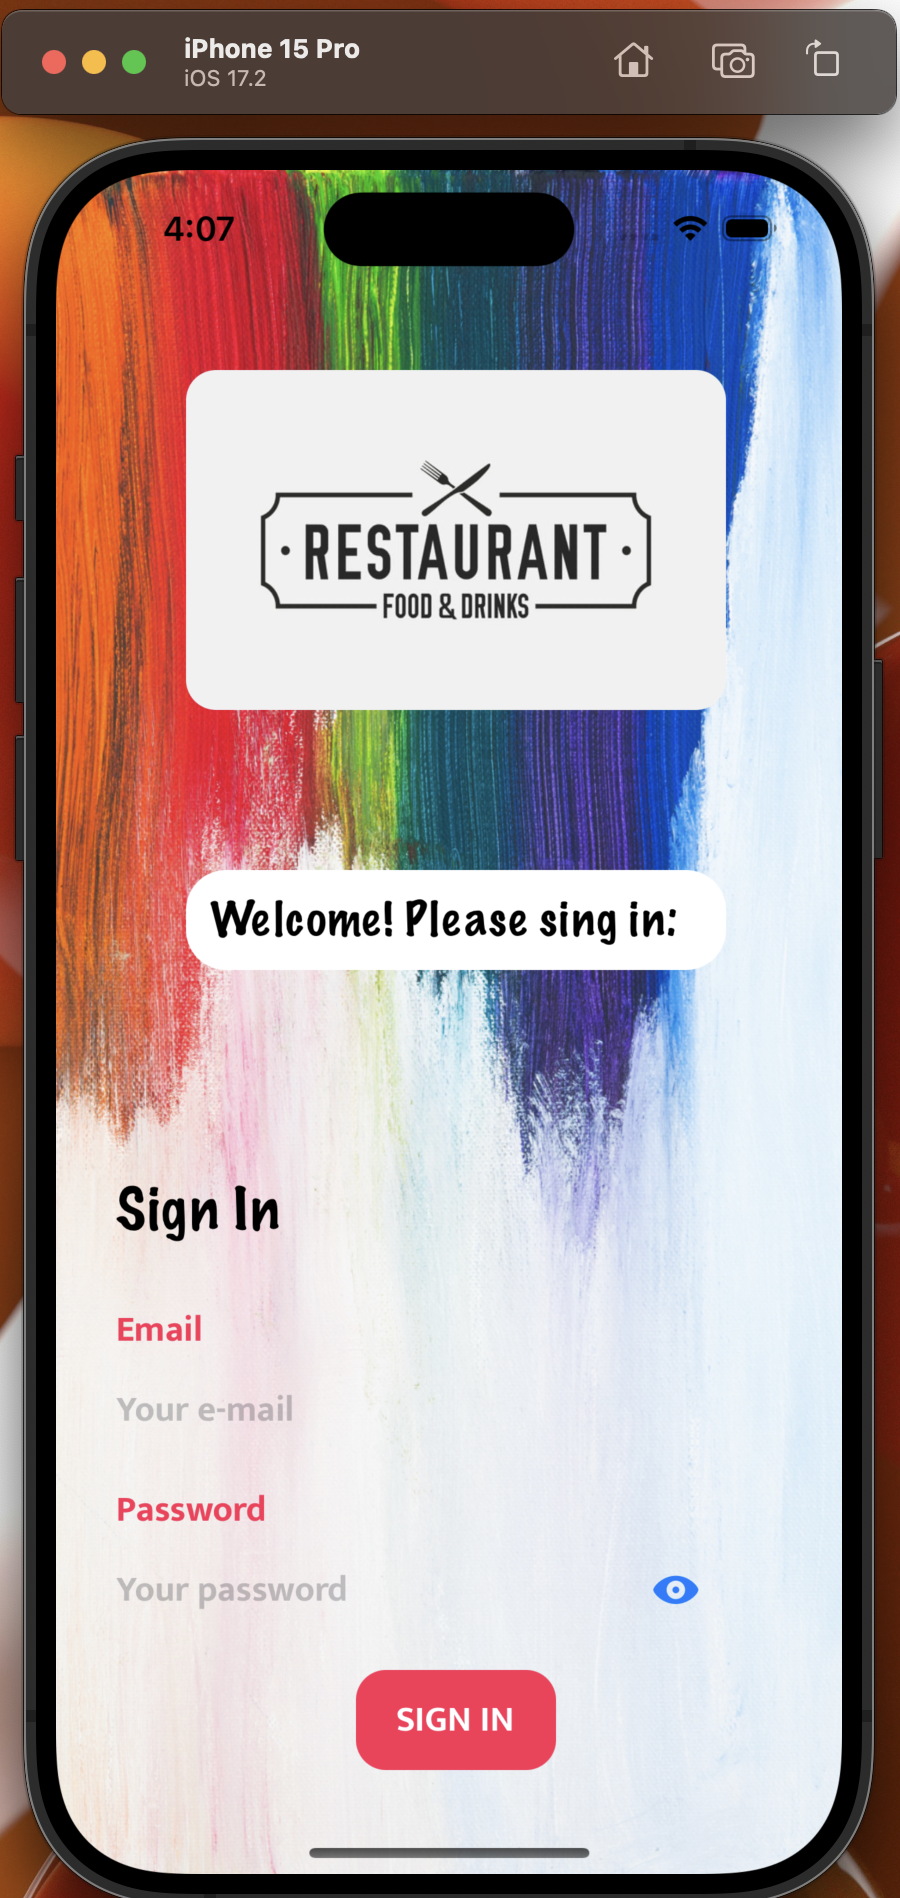 iPhone 15 Pro
iOS 17.2
4:07
RESTAURANT
FOOD & DRINKS
Welcome! Please sing in:
Sign In
Email
Your e-mail
Password
Your password
SIGN IN